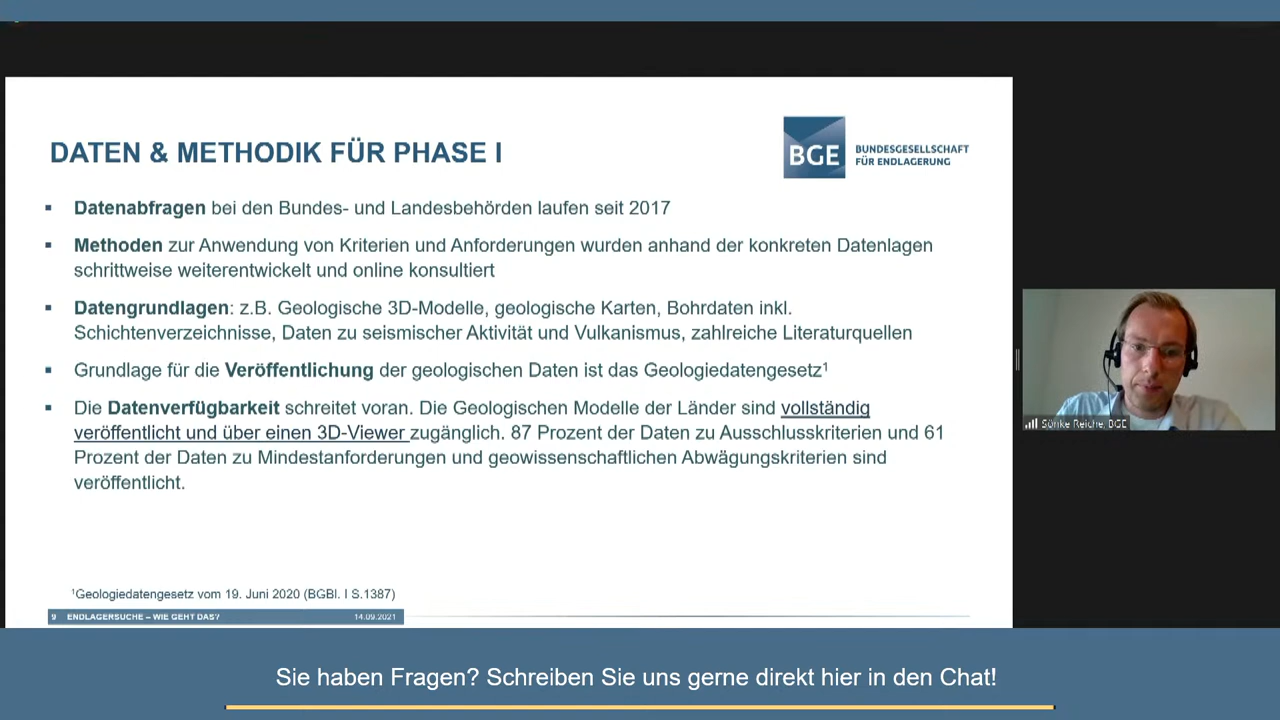 DATEN & METHODIK FÜR PHASE I
BGE
BUNDESGESELLSCHAFT
FÜR ENDLAGERUNG
▪ Datenabfragen bei den Bundes- und Landesbehörden laufen seit 2017
▪ Methoden zur Anwendung von Kriterien und Anforderungen wurden anhand der konkreten Datenlagen
schrittweise weiterentwickelt und online konsultiert
▪ Datengrundlagen: z.B. Geologische 3D-Modelle, geologische Karten, Bohrdaten inkl.
Schichtenverzeichnisse, Daten zu seismischer Aktivität und Vulkanismus, zahlreiche Literaturquellen
▪ Grundlage für die Veröffentlichung der geologischen Daten ist das Geologiedatengesetz¹
▪ Die Datenverfügbarkeit schreitet voran. Die Geologischen Modelle der Länder sind vollständig
veröffentlicht und über einen 3D-Viewer zugänglich. 87 Prozent der Daten zu Ausschlusskriterien und 61
Prozent der Daten zu Mindestanforderungen und geowissenschaftlichen Abwägungskriterien sind
veröffentlicht.
¹Geologiedatengesetz vom 19. Juni 2020 (BGBl. I S.1387)
9 ENDLAGERSUCHE – WIE GEHT DAS? 14.09.2021
Sönke Reiche, BGE
Sie haben Fragen? Schreiben Sie uns gerne direkt hier in den Chat!